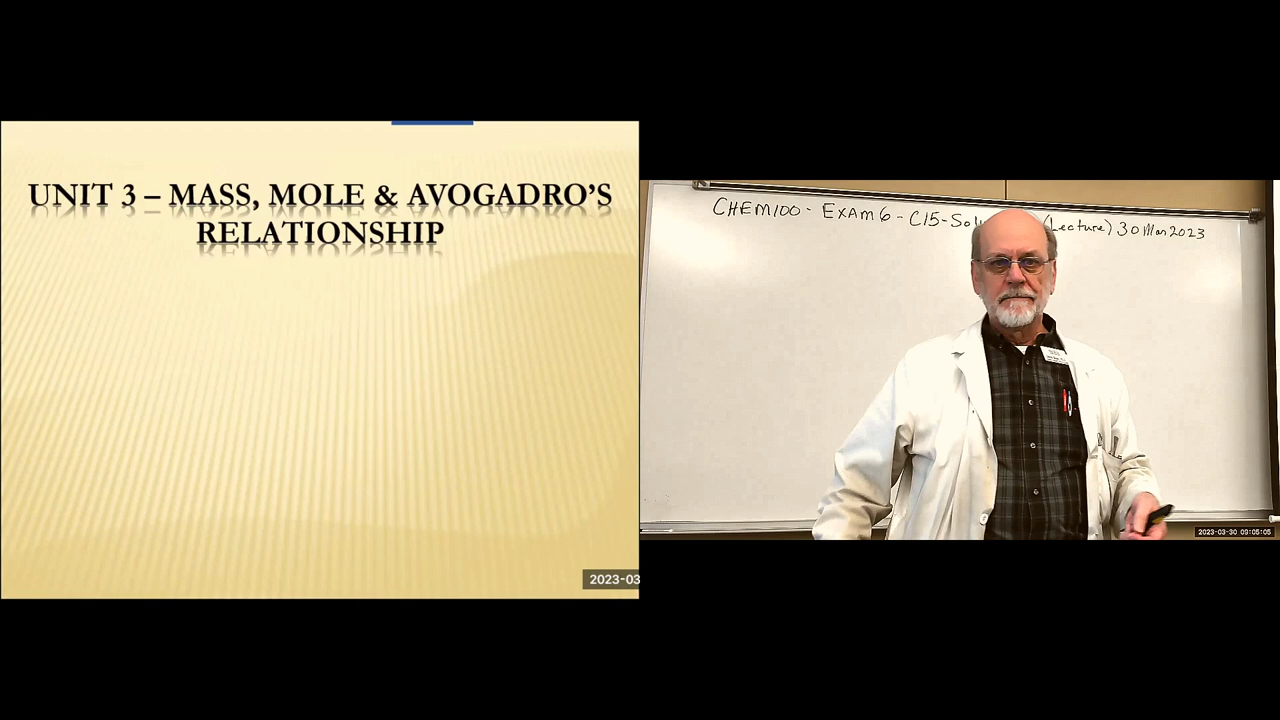 UNIT 3 – MASS, MOLE & AVOGADRO'S
RELATIONSHIP
2023-03
CHEM100 - EXAM 6 - C15-Sol (Lecture) 30 Mar 2023
2023-03-30 09:05:05